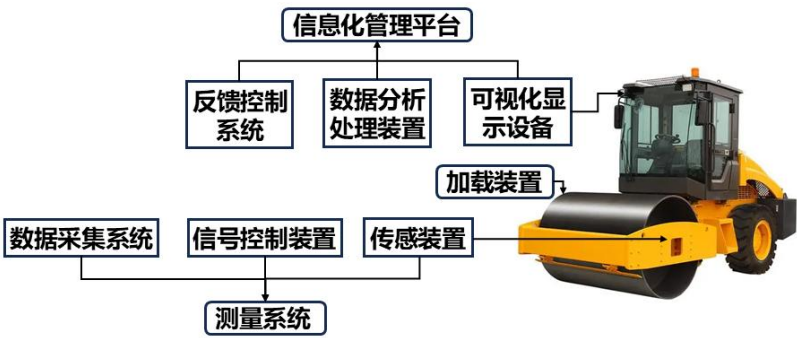 信息化管理平台
反馈控制
系统
数据分析
处理装置
可视化显
示设备
加载装置
数据采集系统
信号控制装置
传感装置
测量系统